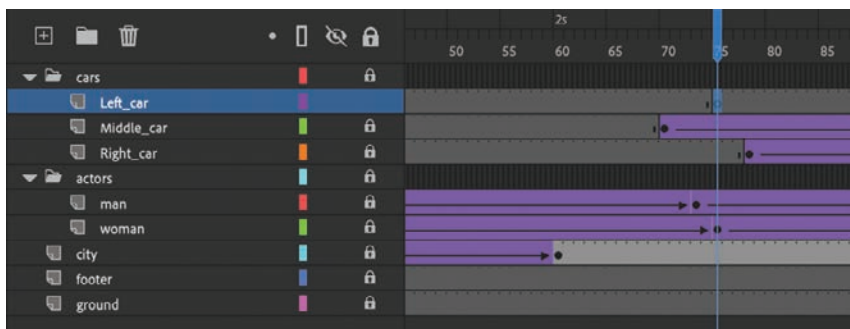 2s
50 55 60 65 70 75 80 85
cars
Left_car
Middle_car
Right_car
actors
man
woman
city
footer
ground